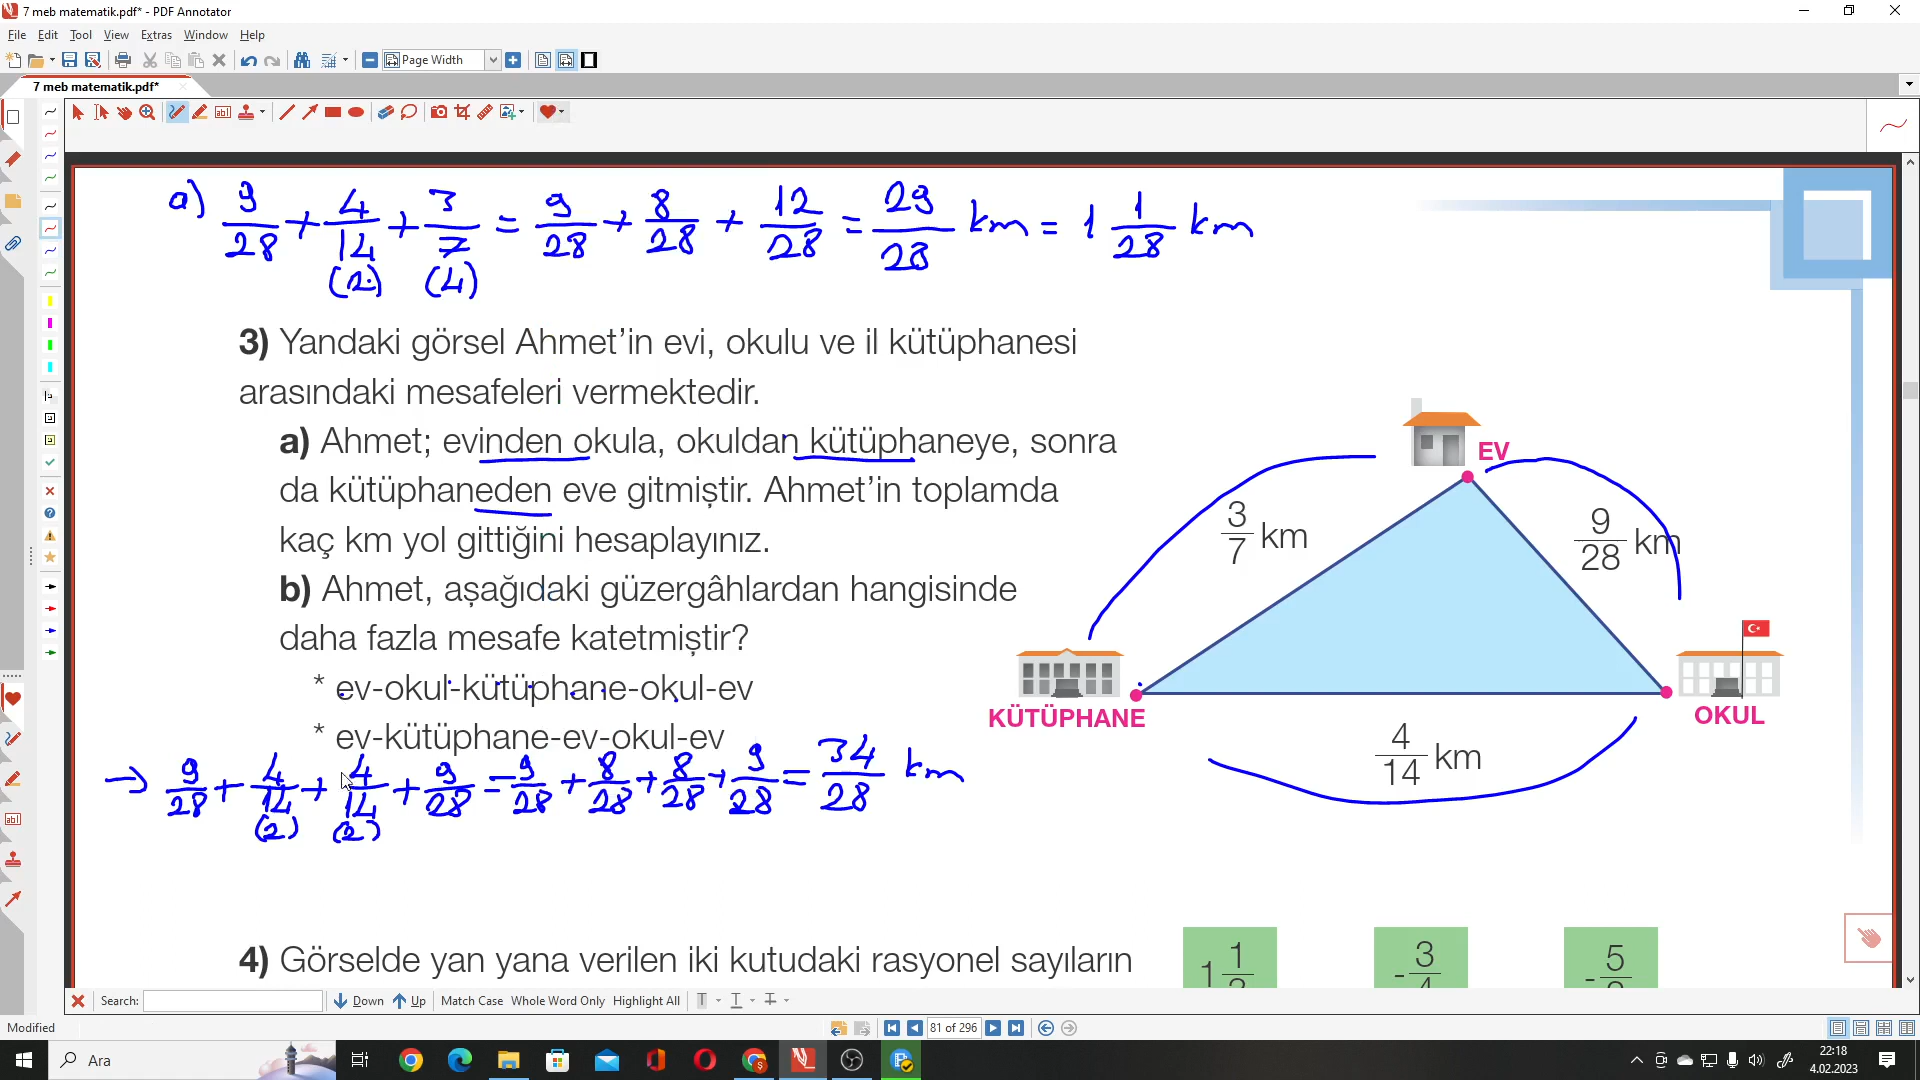 7 meb matematik.pdf* - PDF Annotator
File Edit Tool View Extras Window Help
Page Width
7 meb matematik.pdf*
a) 9/28 + 4/14 + 3/7 = 9/28 + 8/28 + 12/28 = 29/28 km = 1 1/28 km
(2) (4)
3) Yandaki görsel Ahmet’in evi, okulu ve il kütüphanesi
arasındaki mesafeleri vermektedir.
a) Ahmet; evinden okula, okuldan kütüphaneye, sonra
da kütüphaneden eve gitmiştir. Ahmet’in toplamda
kaç km yol gittiğini hesaplayınız.
b) Ahmet, aşağıdaki güzergâhlardan hangisinde
daha fazla mesafe katetmiştir?
* ev-okul-kütüphane-okul-ev
* ev-kütüphane-ev-okul-ev
→ 9/28 + 4/14 + 4/14 + 9/28 = 9/28 + 8/28 + 8/28 + 9/28 = 34/28 km
(2) (2)
EV
3/7 km
9/28 km
KÜTÜPHANE
OKUL
4/14 km
4) Görselde yan yana verilen iki kutudaki rasyonel sayıların
Search: Down Up Match Case Whole Word Only Highlight All
Modified
81 of 296
Ara
22:18
4.02.2023